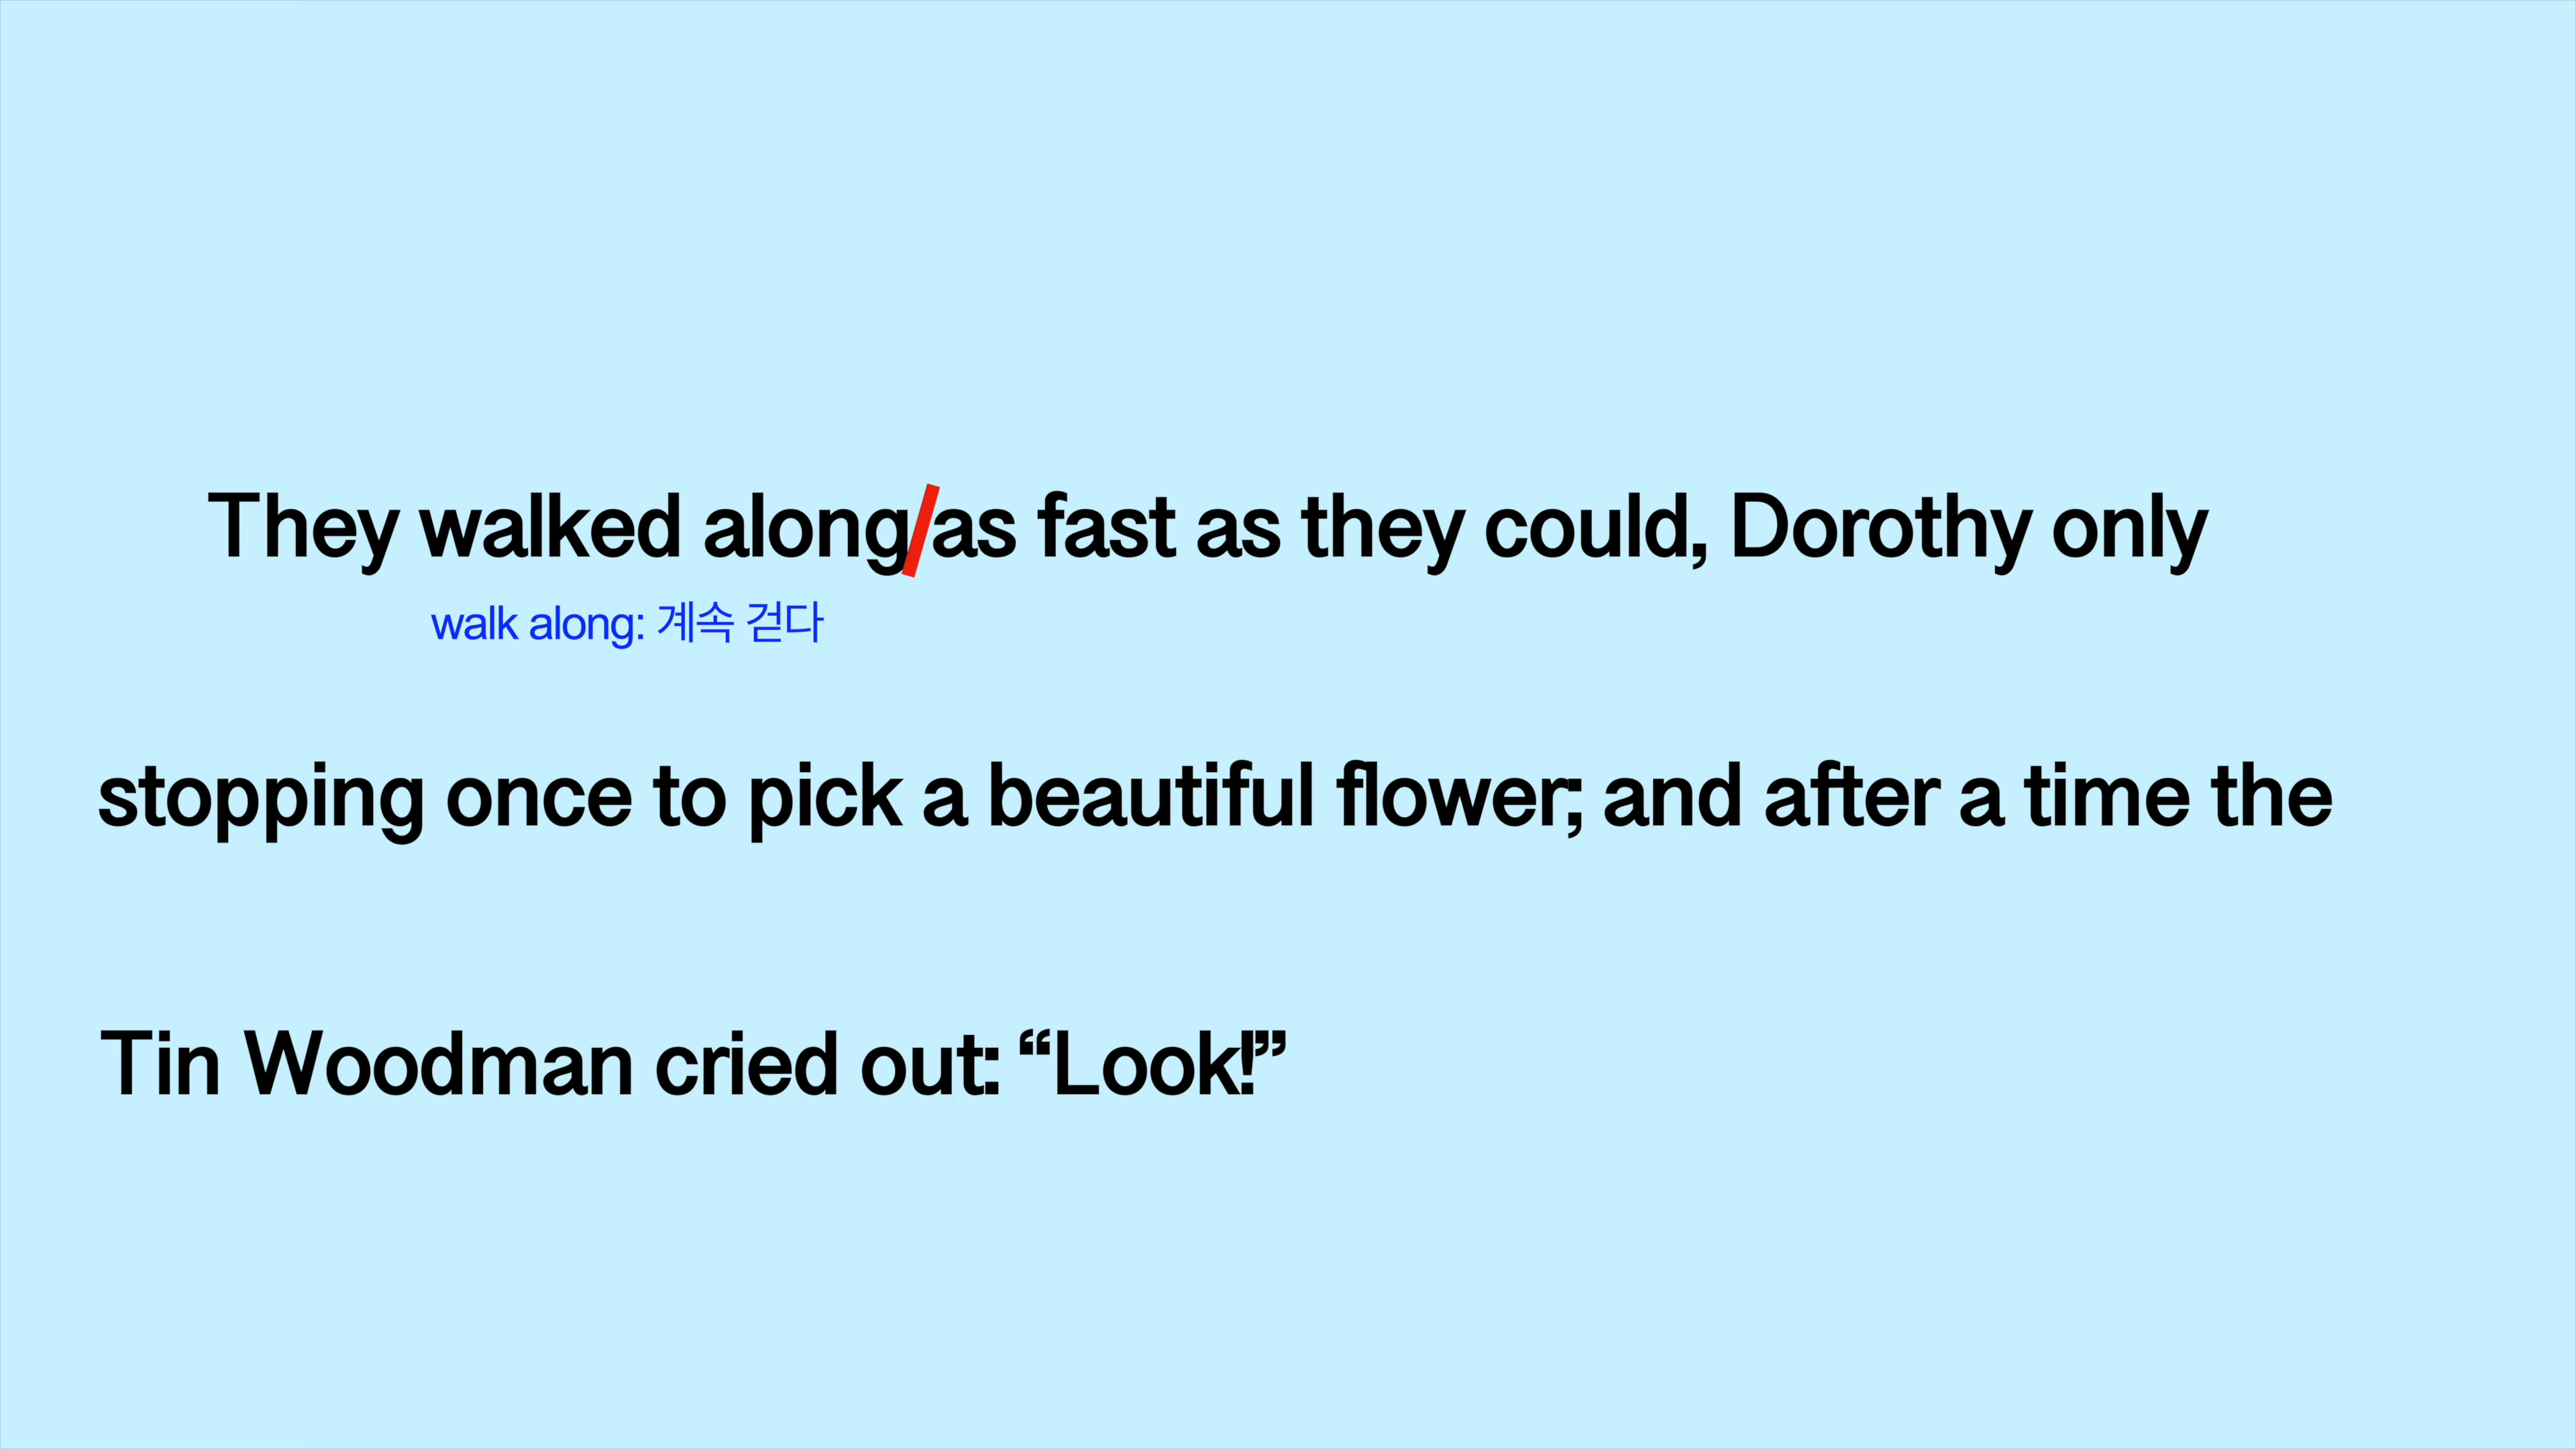 They walked along/as fast as they could, Dorothy only
walk along: 계속 걷다
stopping once to pick a beautiful flower; and after a time the
Tin Woodman cried out: “Look!”